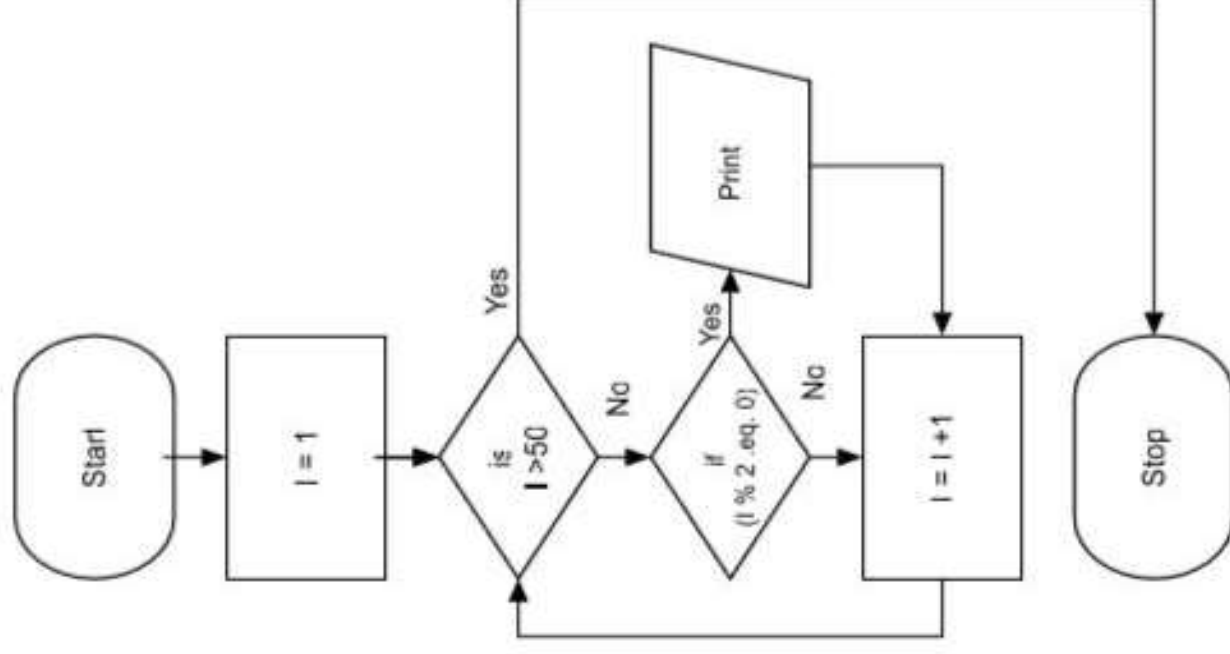 Start
I = 1
is
I >50
Yes
No
if
(I % 2 .eq. 0)
Yes
No
Print
I = I +1
Stop